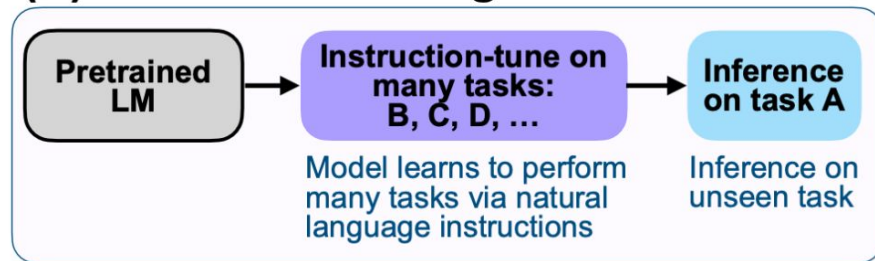 Pretrained
LM
Instruction-tune on
many tasks:
B, C, D, …
Inference
on task A
Model learns to perform
many tasks via natural
language instructions
Inference on
unseen task